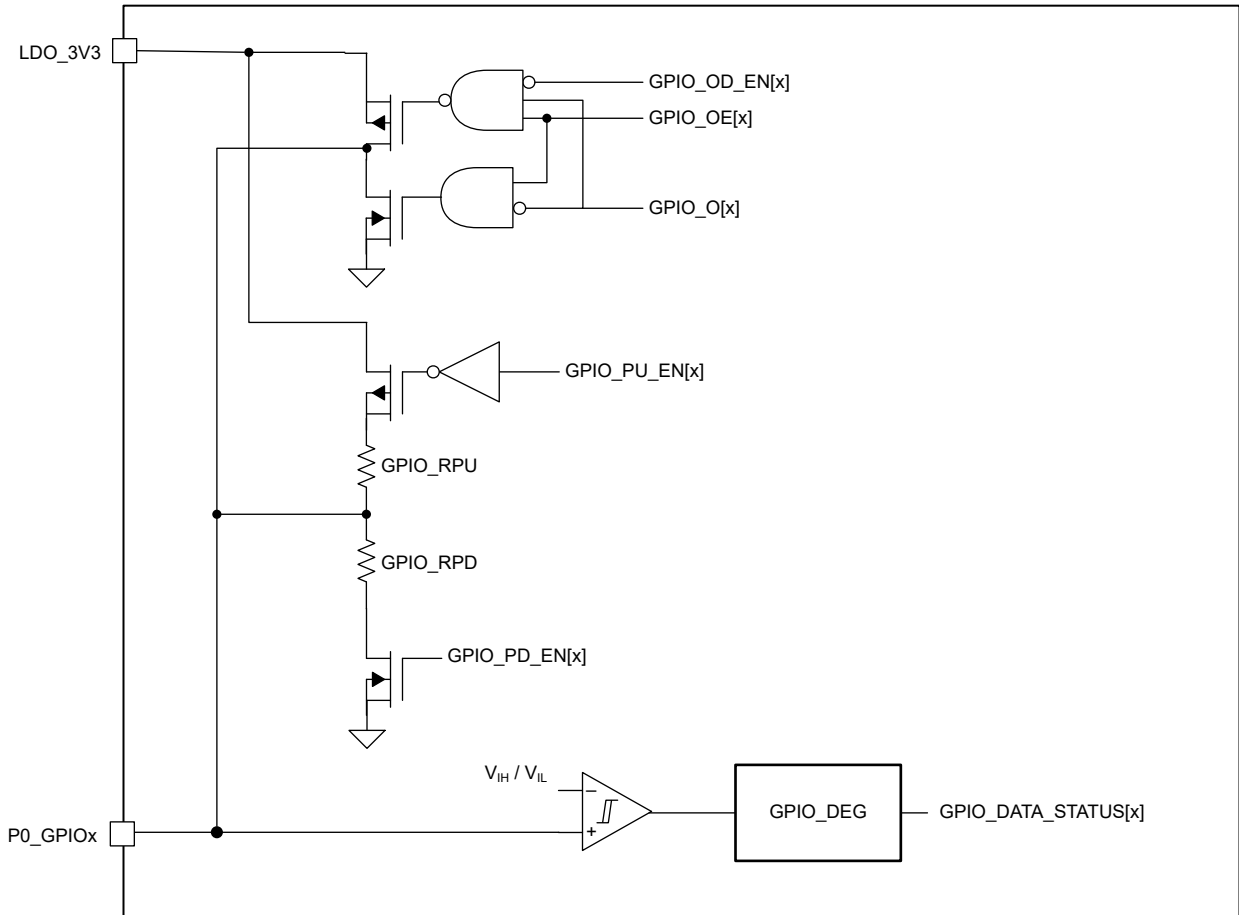 LDO_3V3
GPIO_OD_EN[x]
GPIO_OE[x]
GPIO_O[x]
GPIO_PU_EN[x]
GPIO_RPU
GPIO_RPD
GPIO_PD_EN[x]
VIH / VIL
GPIO_DEG
GPIO_DATA_STATUS[x]
P0_GPIOx